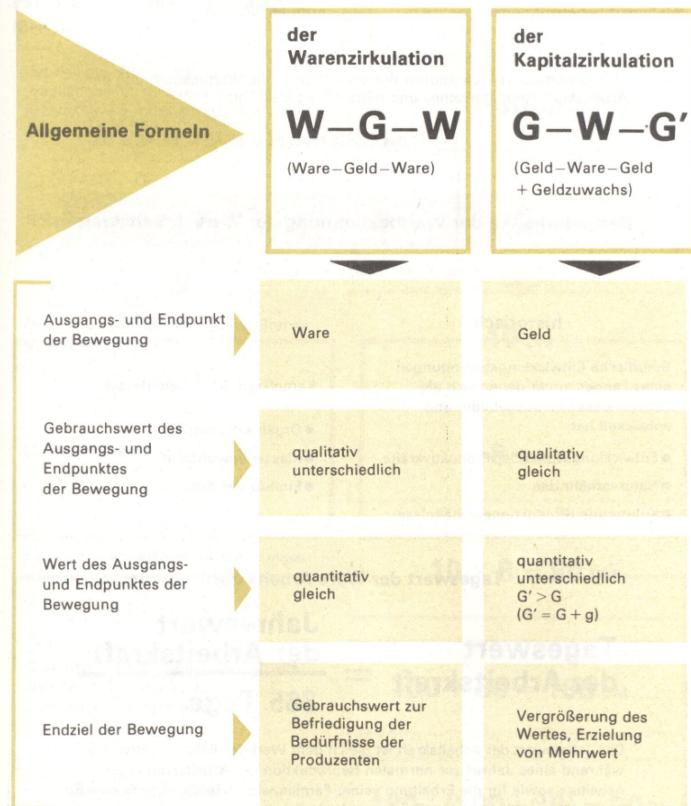 Allgemeine Formeln
der
Warenzirkulation
W–G–W
(Ware–Geld–Ware)
der
Kapitalzirkulation
G–W–G'
(Geld–Ware–Geld
+ Geldzuwachs)
Ausgangs- und Endpunkt
der Bewegung
Ware
Geld
Gebrauchswert des
Ausgangs- und
Endpunktes
der Bewegung
qualitativ
unterschiedlich
qualitativ
gleich
Wert des Ausgangs-
und Endpunktes der
Bewegung
quantitativ
gleich
quantitativ
unterschiedlich
G' > G
(G' = G + g)
Endziel der Bewegung
Gebrauchswert zur
Befriedigung der
Bedürfnisse der
Produzenten
Vergrößerung des
Wertes, Erzielung
von Mehrwert